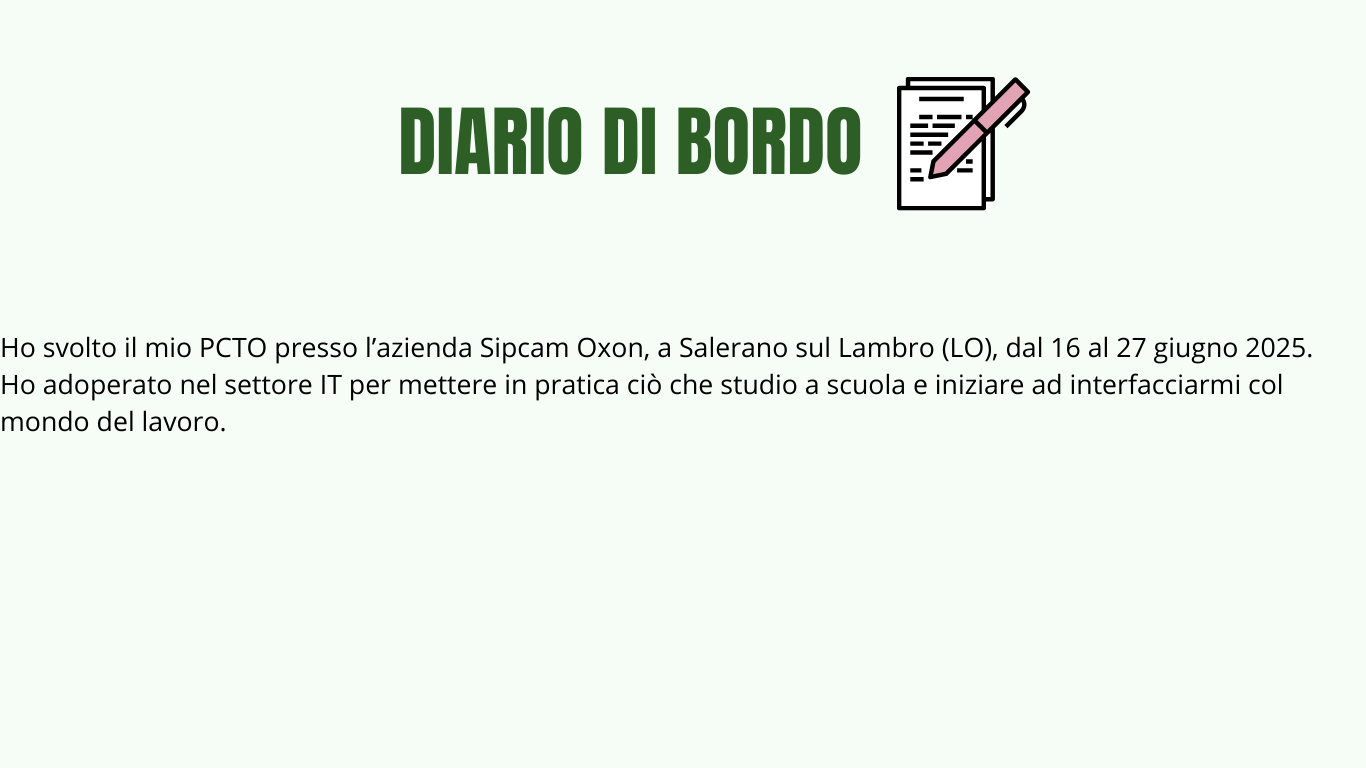 DIARIO DI BORDO
Ho svolto il mio PCTO presso l’azienda Sipcam Oxon, a Salerano sul Lambro (LO), dal 16 al 27 giugno 2025.
Ho adoperato nel settore IT per mettere in pratica ciò che studio a scuola e iniziare ad interfacciarmi col
mondo del lavoro.